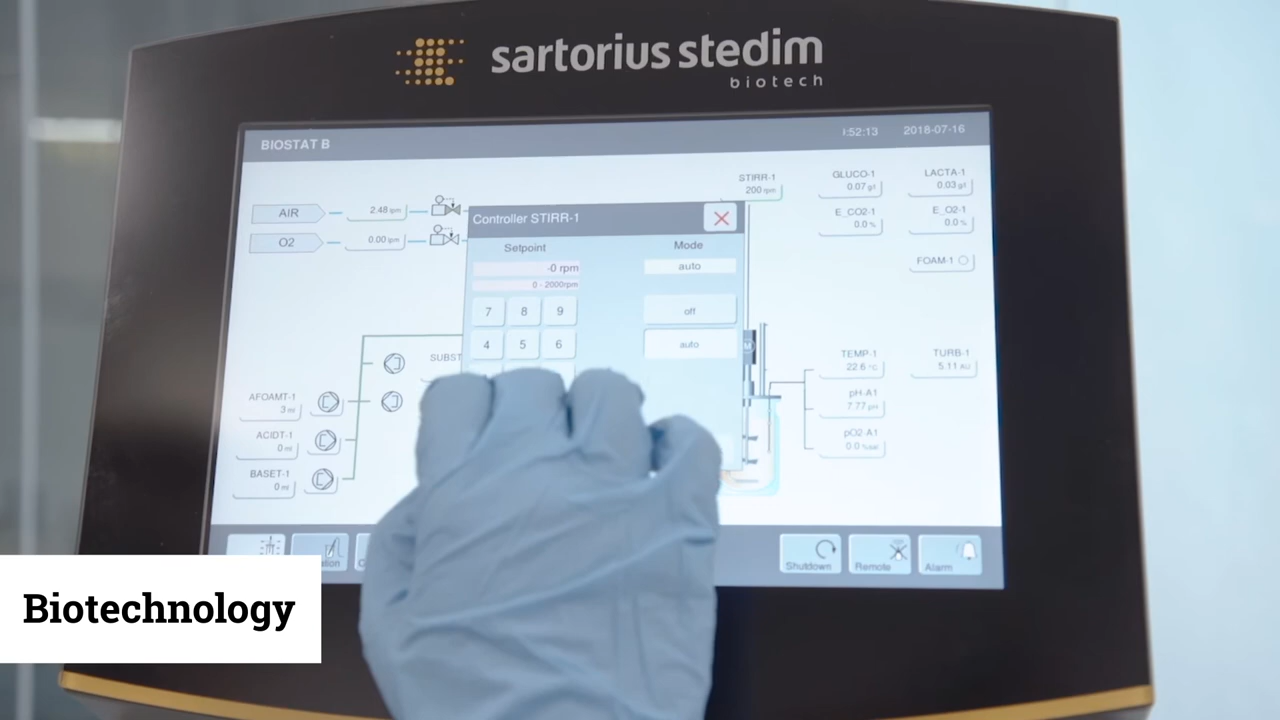 sartorius stedim
biotech
BIOSTAT B
:52:13 2018-07-16
STIRR-1
200 rpm
GLUCO-1
0.07 g/l
LACTA-1
0.03 g/l
AIR
2.48 lpm
O2
0.00 lpm
E_CO2-1
0.0 %
E_O2-1
0.0 %
FOAM-1
Controller STIRR-1
Setpoint
Mode
-0 rpm
auto
0 - 2000rpm
7 8 9
off
4 5 6
auto
SUBST
TEMP-1
22.6 °C
TURB-1
5.11 AU
AFOAMT-1
3 ml
pH-A1
7.77 pH
ACIDT-1
0 ml
pO2-A1
0.0 %sat
BASET-1
0 ml
Shutdown
Remote
Alarm
Biotechnology